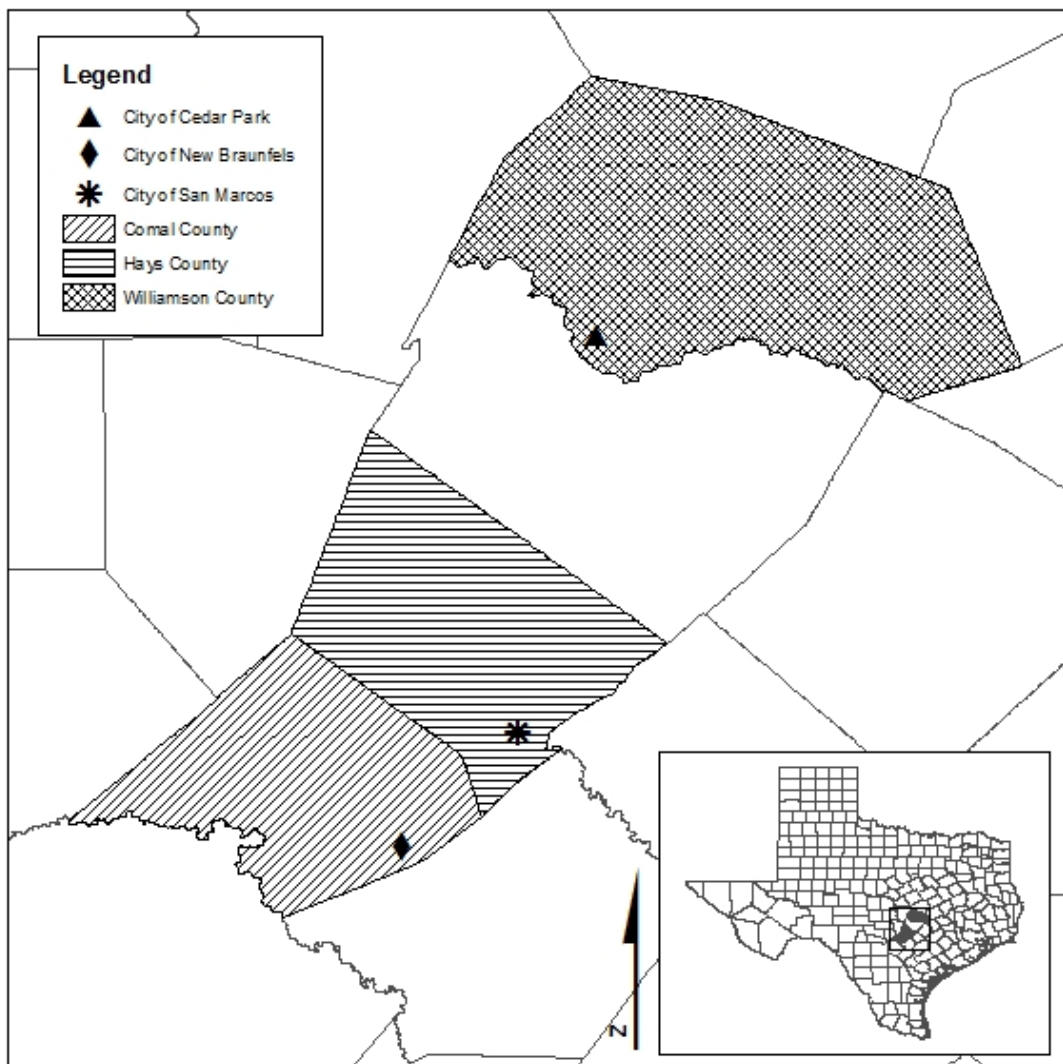 Legend
City of Cedar Park
City of New Braunfels
City of San Marcos
Comal County
Hays County
Williamson County
N